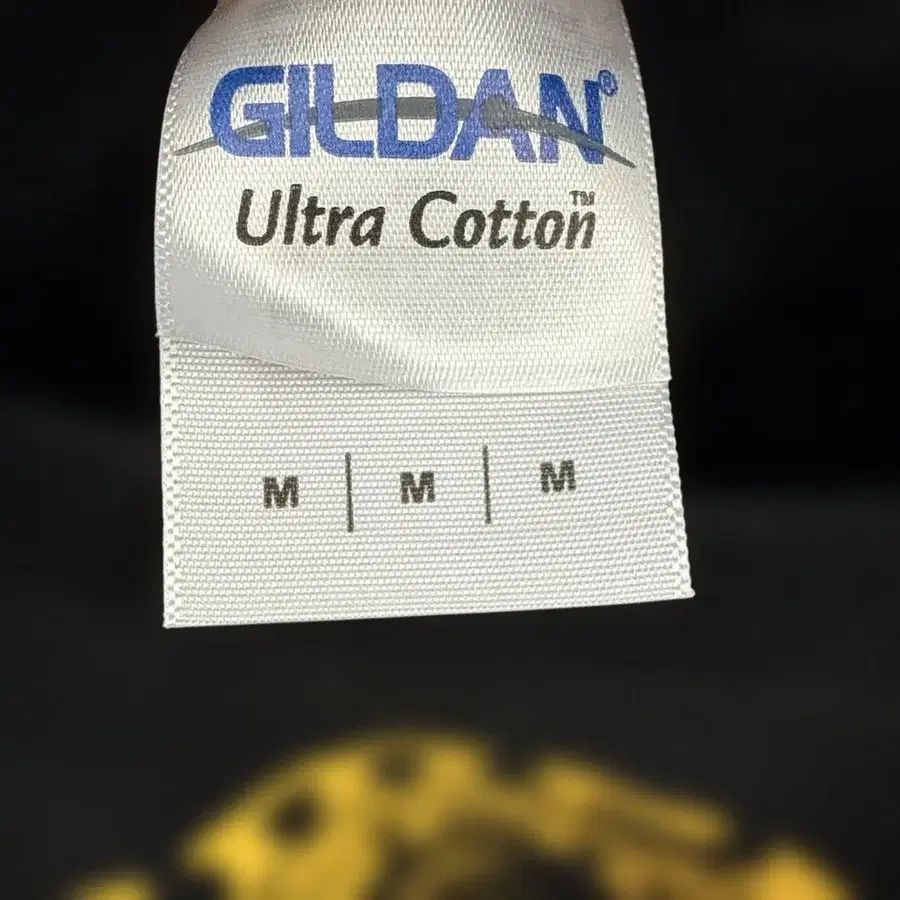 GILDAN®
Ultra Cotton™
M | M | M